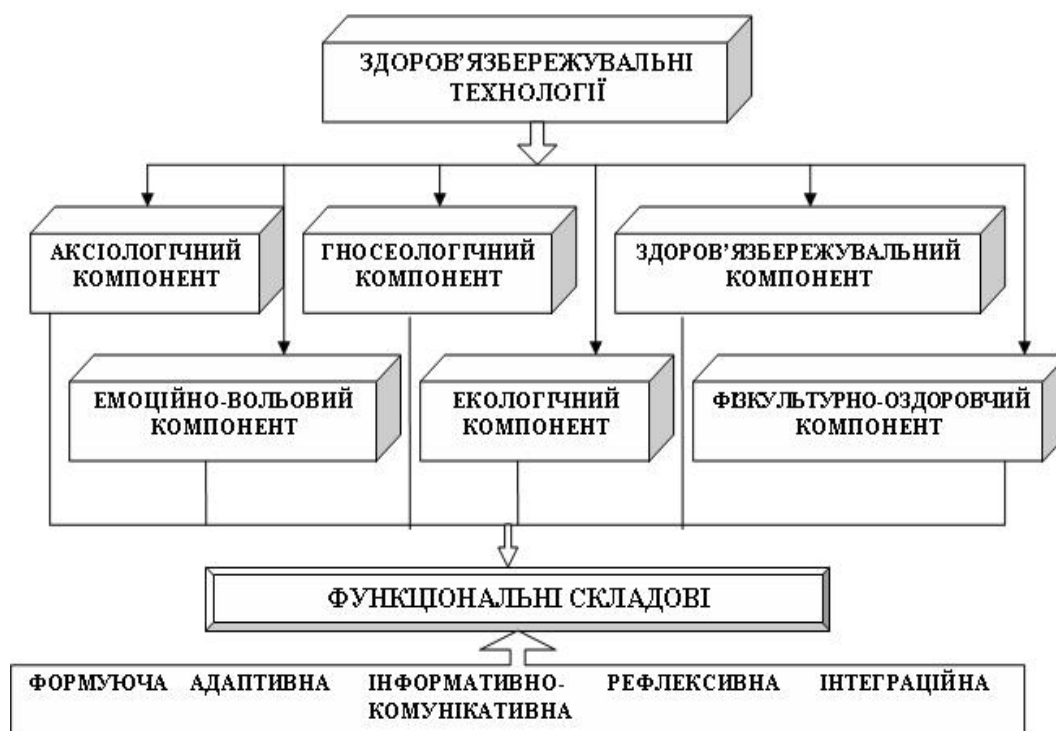 ЗДОРОВ’ЯЗБЕРЕЖУВАЛЬНІ
ТЕХНОЛОГІЇ
АКСІОЛОГІЧНИЙ
КОМПОНЕНТ
ГНОСЕОЛОГІЧНИЙ
КОМПОНЕНТ
ЗДОРОВ’ЯЗБЕРЕЖУВАЛЬНИЙ
КОМПОНЕНТ
ЕМОЦІЙНО-ВОЛЬОВИЙ
КОМПОНЕНТ
ЕКОЛОГІЧНИЙ
КОМПОНЕНТ
ФІЗКУЛЬТУРНО-ОЗДОРОВЧИЙ
КОМПОНЕНТ
ФУНКЦІОНАЛЬНІ СКЛАДОВІ
ФОРМУЮЧА АДАПТИВНА ІНФОРМАТИВНО- РЕФЛЕКСИВНА ІНТЕГРАЦІЙНА
КОМУНІКАТИВНА